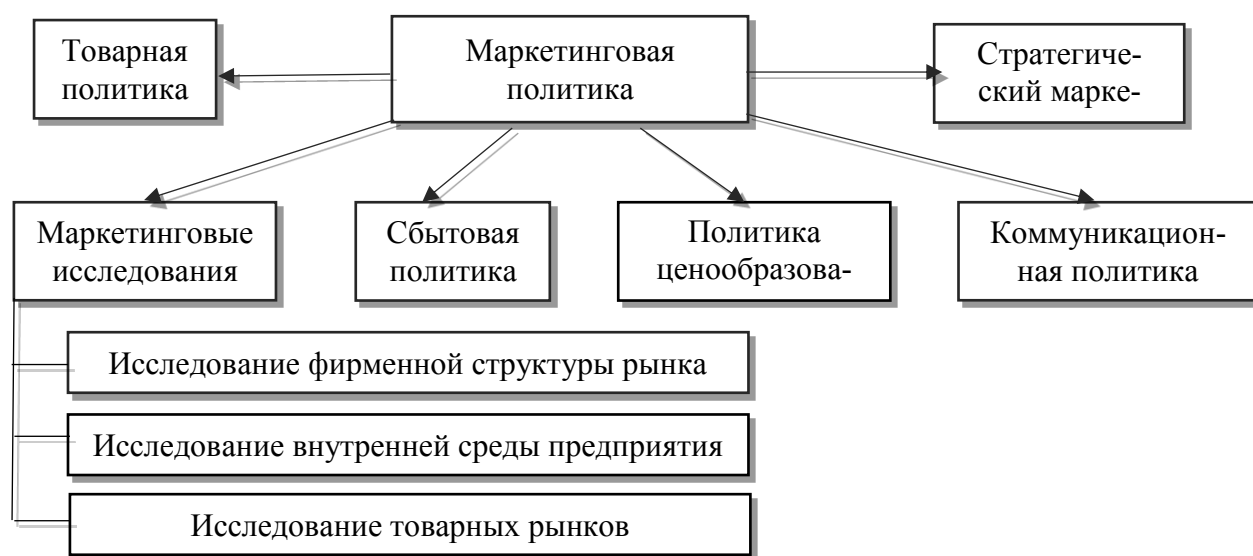 Товарная
политика
Маркетинговая
политика
Стратегиче-
ский марке-
Маркетинговые
исследования
Сбытовая
политика
Политика
ценообразова-
Коммуникацион-
ная политика
Исследование фирменной структуры рынка
Исследование внутренней среды предприятия
Исследование товарных рынков